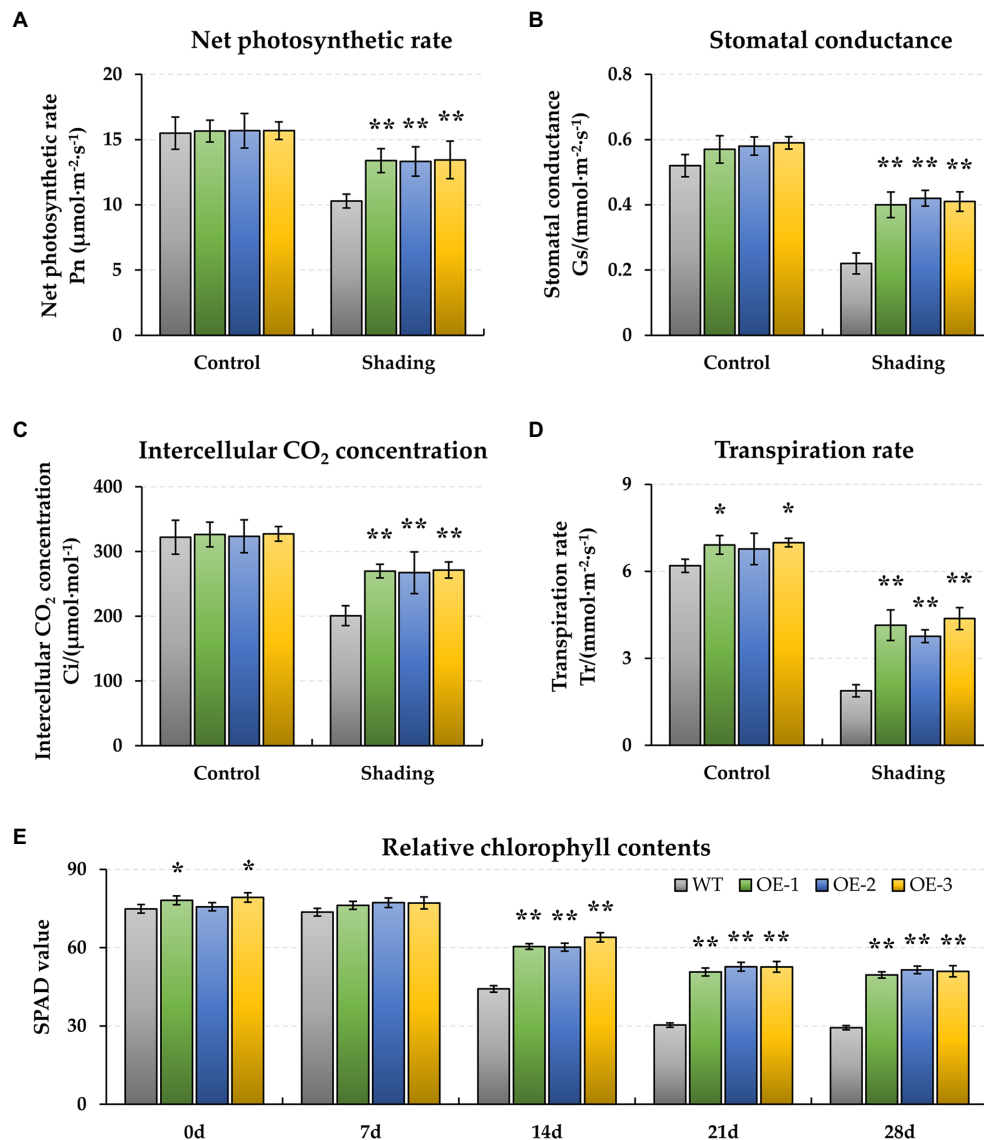 A
Net photosynthetic rate
Net photosynthetic rate
Pn (μmol·m⁻²·s⁻¹)
20
15
10
5
0
** ** **
Control Shading
B
Stomatal conductance
Stomatal conductance
Gs/(mmol·m⁻²·s⁻¹)
0.8
0.6
0.4
0.2
0
** ** **
Control Shading
C
Intercellular CO₂ concentration
Intercellular CO₂ concentration
Ci/(μmol·mol⁻¹)
400
300
200
100
0
** ** **
Control Shading
D
Transpiration rate
Transpiration rate
Tr/(mmol·m⁻²·s⁻¹)
9
6
3
0
* * ** ** **
Control Shading
E
Relative chlorophyll contents
SPAD value
90
60
30
0
WT OE-1 OE-2 OE-3
* * ** ** ** ** ** ** ** ** **
0d 7d 14d 21d 28d